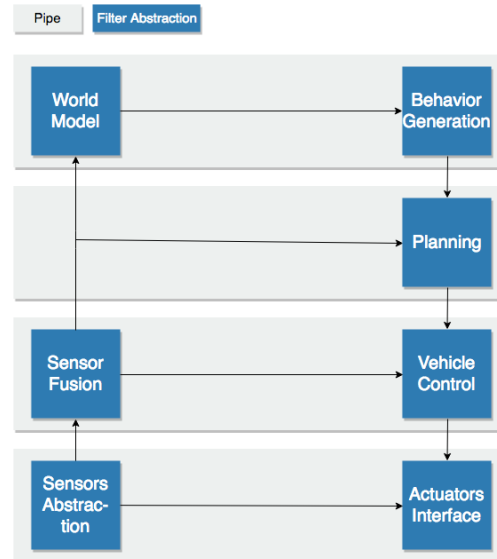 Pipe
Filter Abstraction
World
Model
Behavior
Generation
Planning
Sensor
Fusion
Vehicle
Control
Sensors
Abstrac-
tion
Actuators
Interface